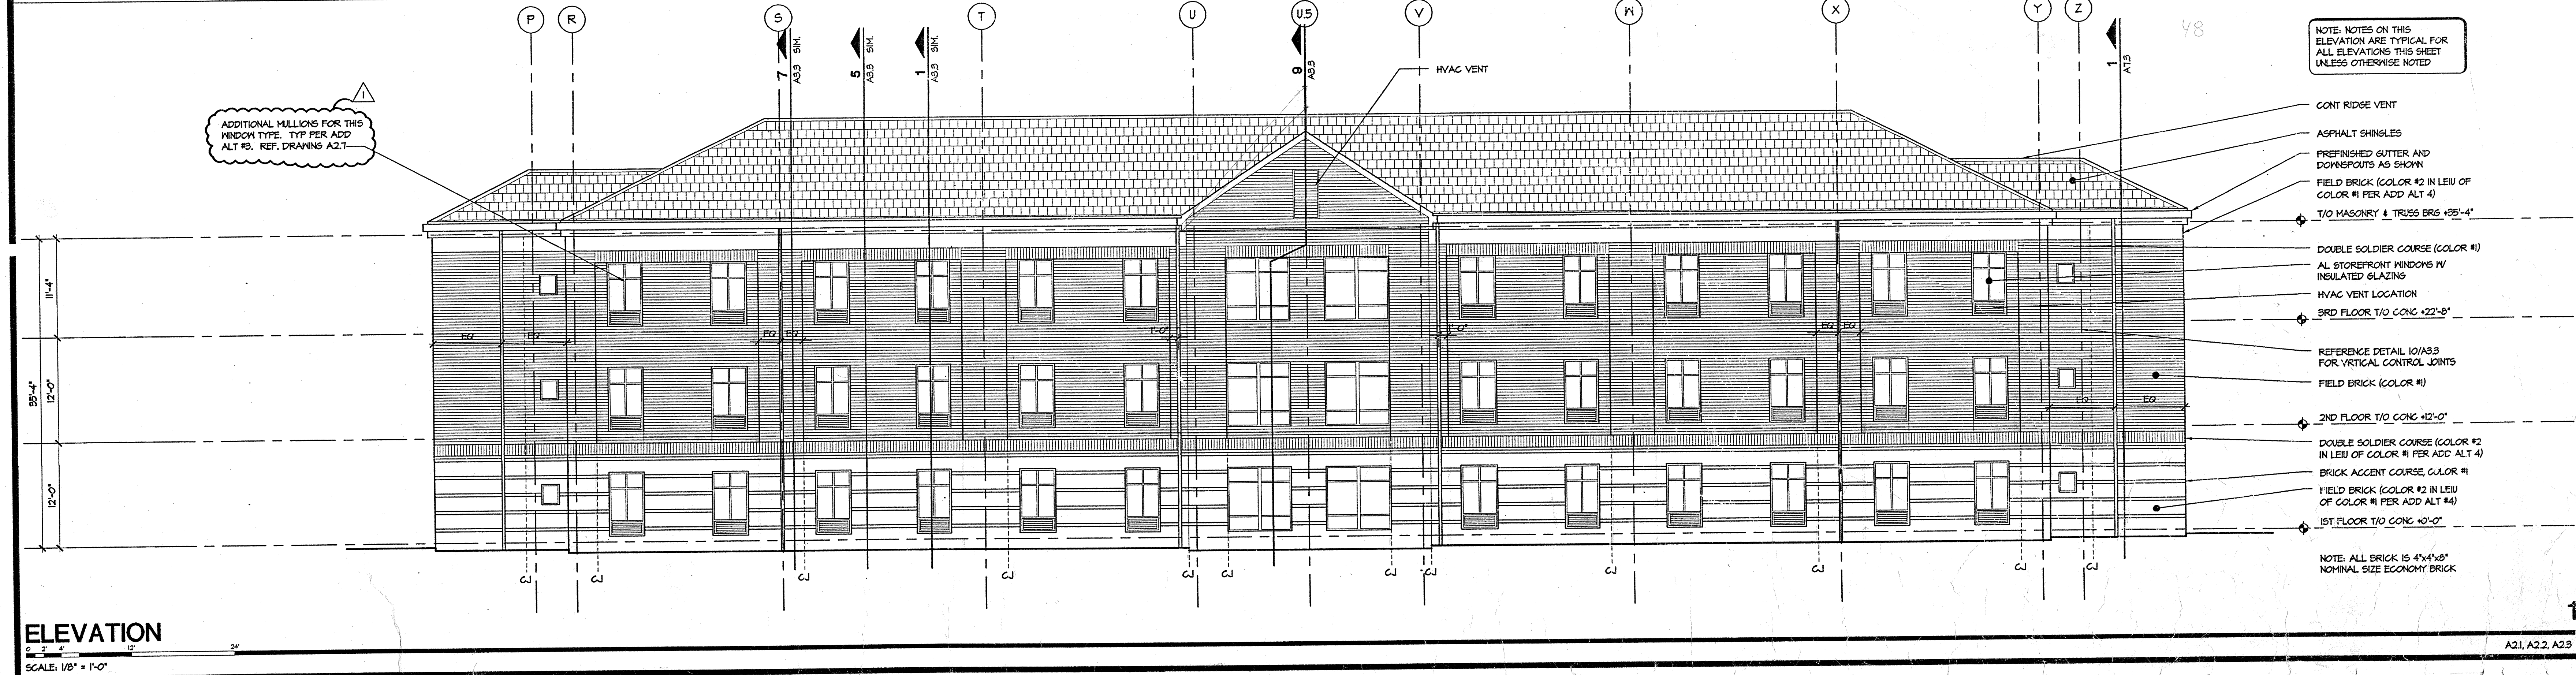 P R S T U U.5 V W X Y Z
7 A3.3 SIM.
5 A3.3 SIM.
1 A3.3 SIM.
9 A3.3
1 A7.3
48
HVAC VENT
1
ADDITIONAL MULLIONS FOR THIS
WINDOW TYPE. TYP PER ADD
ALT #3. REF. DRAWING A2.7
NOTE: NOTES ON THIS
ELEVATION ARE TYPICAL FOR
ALL ELEVATIONS THIS SHEET
UNLESS OTHERWISE NOTED
CONT RIDGE VENT
ASPHALT SHINGLES
PREFINISHED GUTTER AND
DOWNSPOUTS AS SHOWN
FIELD BRICK (COLOR #2 IN LEIU OF
COLOR #1 PER ADD ALT 4)
T/O MASONRY & TRUSS BRG +35'-4"
DOUBLE SOLDIER COURSE (COLOR #1)
AL STOREFRONT WINDOWS W/
INSULATED GLAZING
HVAC VENT LOCATION
3RD FLOOR T/O CONC +22'-8"
REFERENCE DETAIL 10/A3.3
FOR VRTICAL CONTROL JOINTS
FIELD BRICK (COLOR #1)
2ND FLOOR T/O CONC +12'-0"
DOUBLE SOLDIER COURSE (COLOR #2
IN LEIU OF COLOR #1 PER ADD ALT 4)
BRICK ACCENT COURSE, COLOR #1
FIELD BRICK (COLOR #2 IN LEIU
OF COLOR #1 PER ADD ALT #4)
1ST FLOOR T/O CONC +0'-0"
NOTE: ALL BRICK IS 4"x4"x8"
NOMINAL SIZE ECONOMY BRICK
35'-4"
11'-4"
12'-0"
12'-0"
EQ EQ EQ EQ 1'-0" 1'-0" EQ EQ EQ EQ
CJ CJ CJ CJ CJ CJ CJ CJ CJ CJ CJ CJ
ELEVATION
0 2' 4' 12' 24'
SCALE: 1/8" = 1'-0"
1
A2.1, A2.2, A2.3